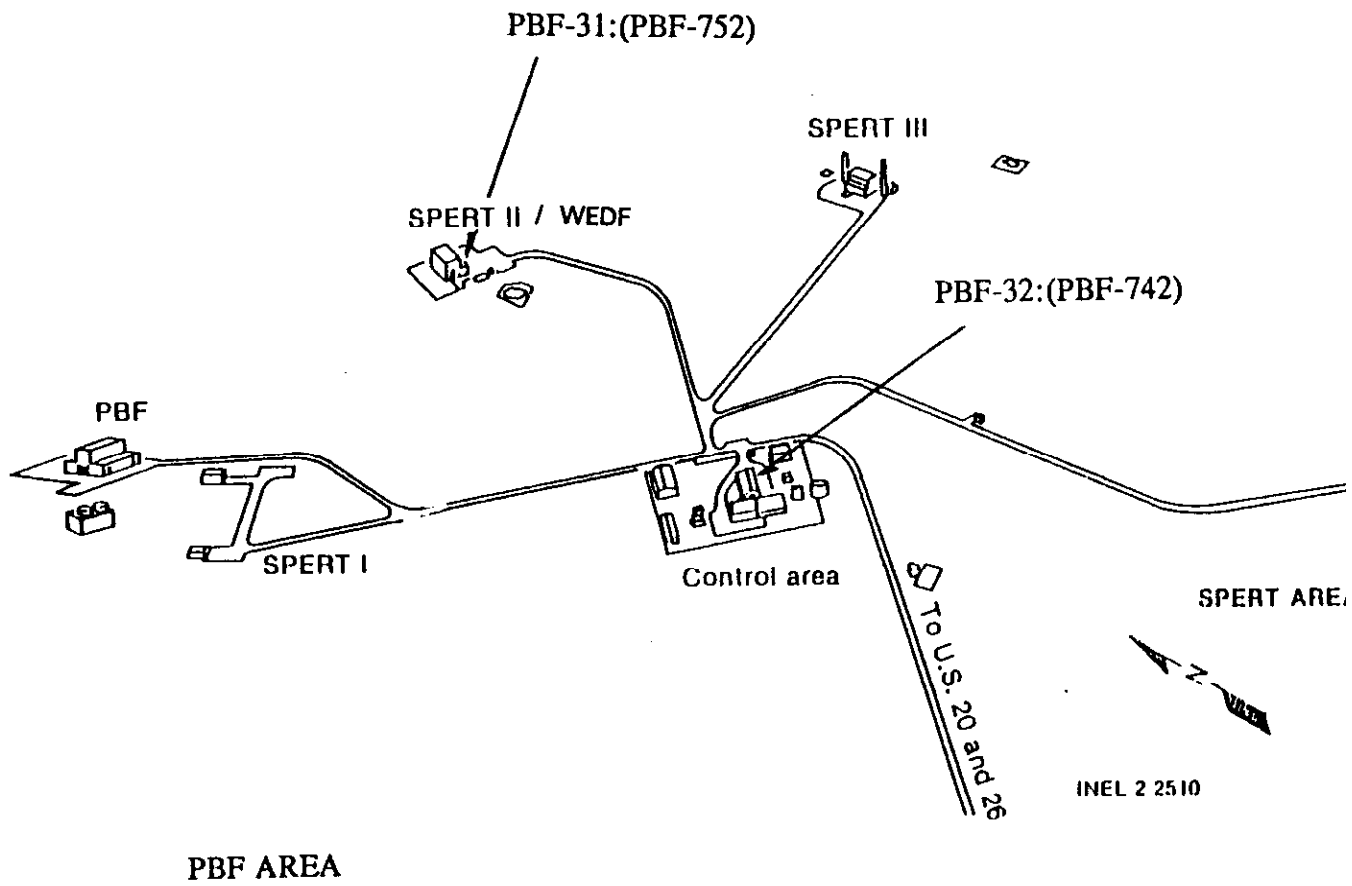 PBF-31:(PBF-752)
SPERT III
SPERT II / WEDF
PBF-32:(PBF-742)
PBF
SPERT I
Control area
SPERT AREA
To U.S. 20 and 26
N
INEL 2 2510
PBF AREA